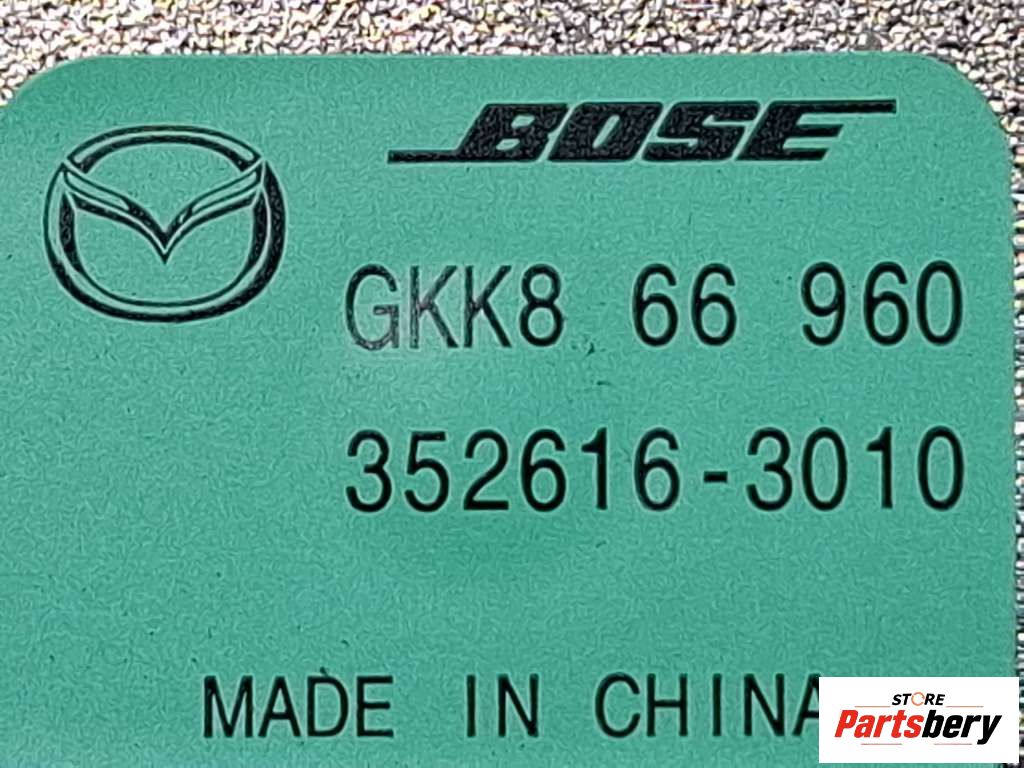 BOSE
GKK8 66 960
352616-3010
MADE IN CHINA
STORE
Partsbery